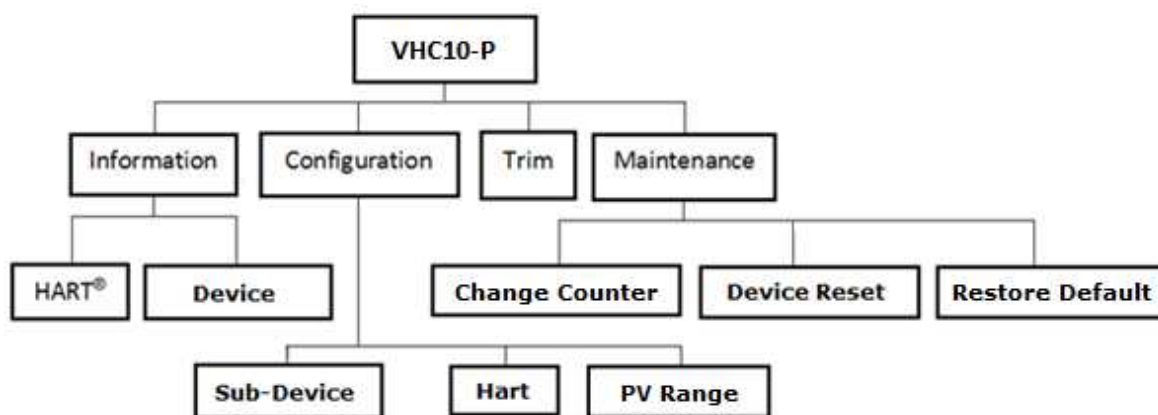 VHC10-P
Information
Configuration
Trim
Maintenance
HART®
Device
Change Counter
Device Reset
Restore Default
Sub-Device
Hart
PV Range